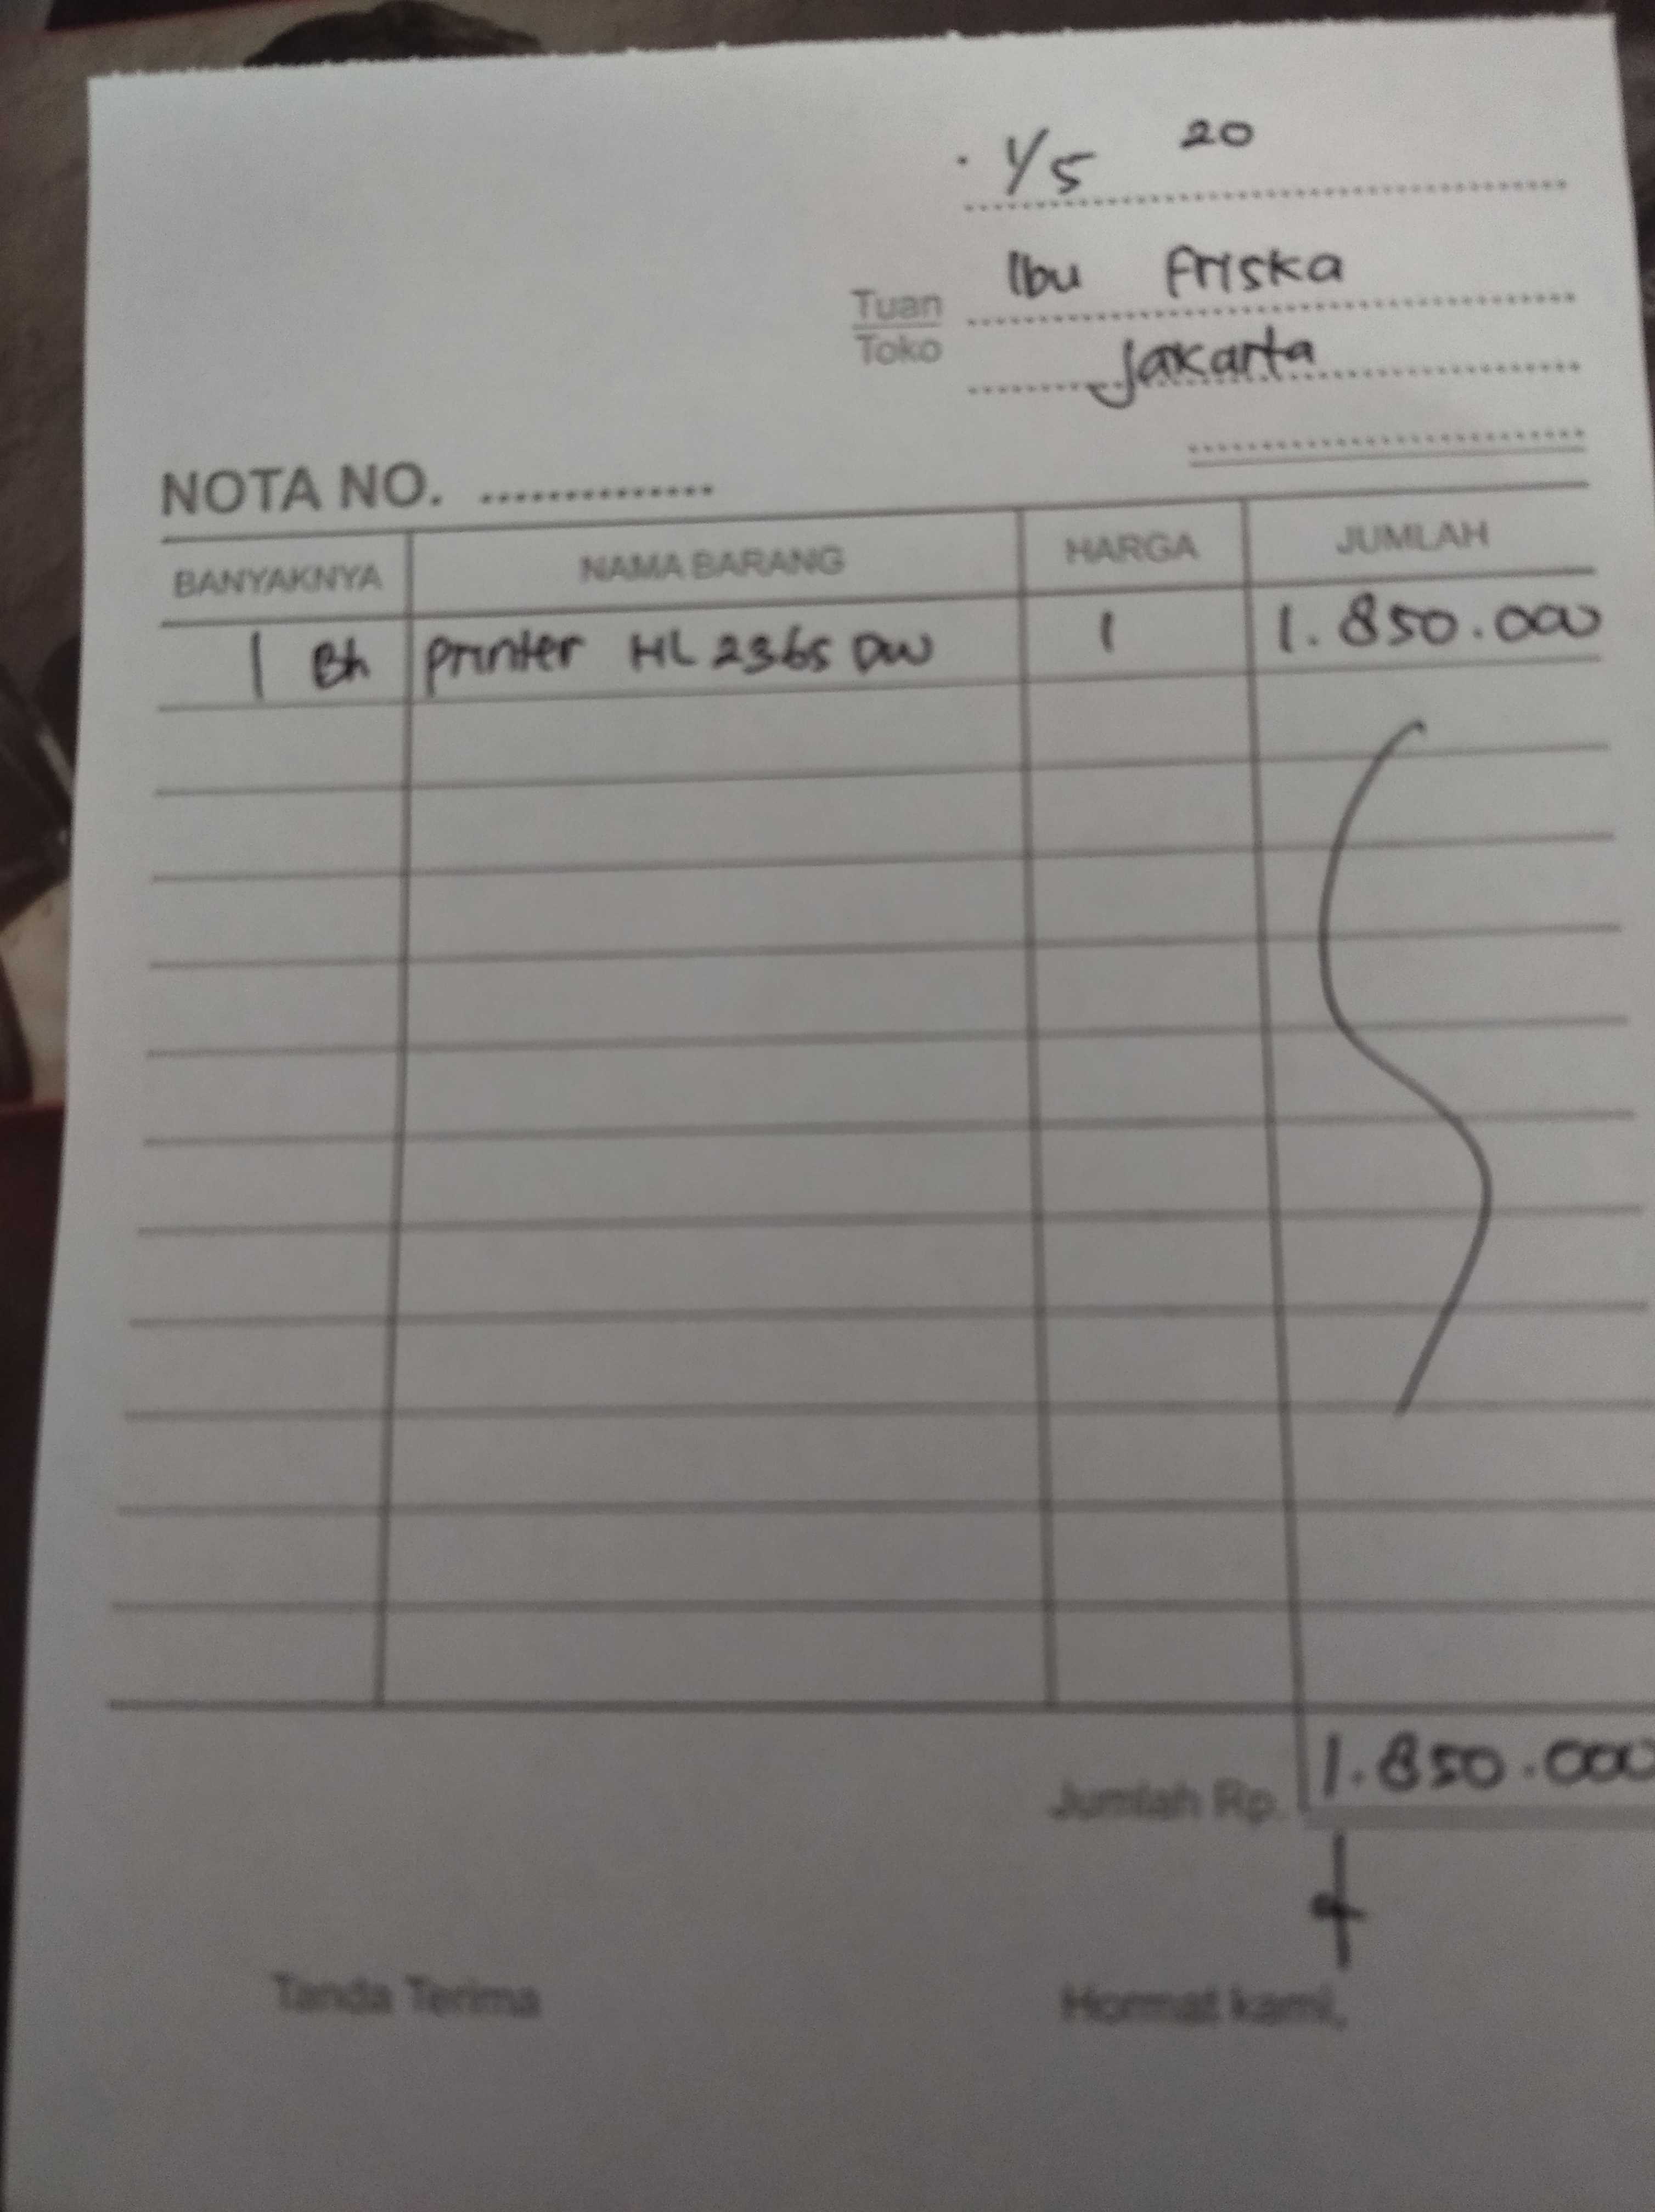 1/5 20
Ibu Friska
Tuan
Toko
Jakarta
NOTA NO. ..............
BANYAKNYA NAMA BARANG HARGA JUMLAH
1 Bh Printer HL 2365 DW 1 1.850.000
Jumlah Rp. 1.850.000
Tanda Terima Hormat kami,